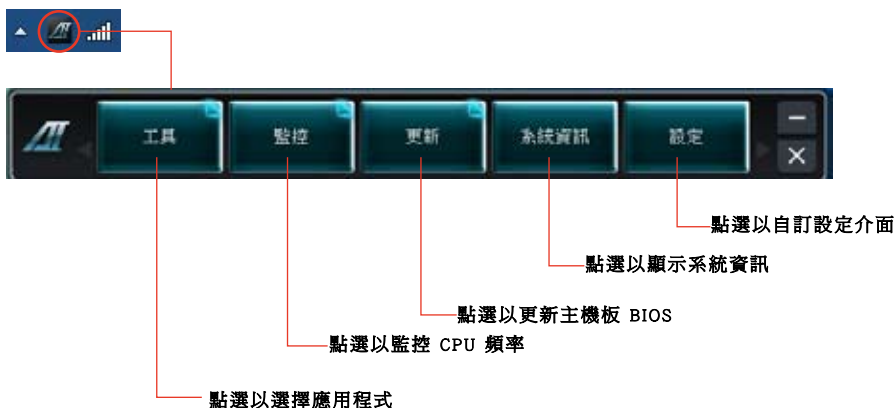 工具 監控 更新 系統資訊 設定
點選以自訂設定介面
點選以顯示系統資訊
點選以更新主機板 BIOS
點選以監控 CPU 頻率
點選以選擇應用程式